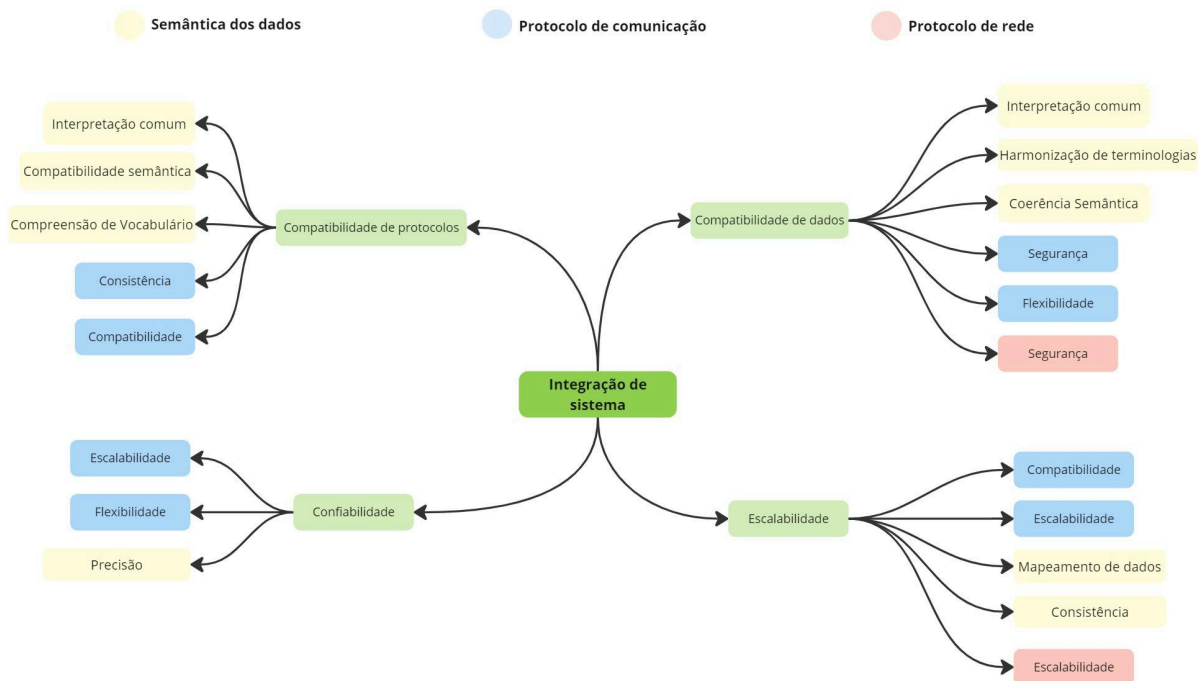 Semântica dos dados
Protocolo de comunicação
Protocolo de rede
Interpretação comum
Compatibilidade semântica
Compreensão de Vocabulário
Consistência
Compatibilidade
Compatibilidade de protocolos
Compatibilidade de dados
Interpretação comum
Harmonização de terminologias
Coerência Semântica
Segurança
Flexibilidade
Segurança
Integração de
sistema
Escalabilidade
Flexibilidade
Precisão
Confiabilidade
Escalabilidade
Compatibilidade
Escalabilidade
Mapeamento de dados
Consistência
Escalabilidade